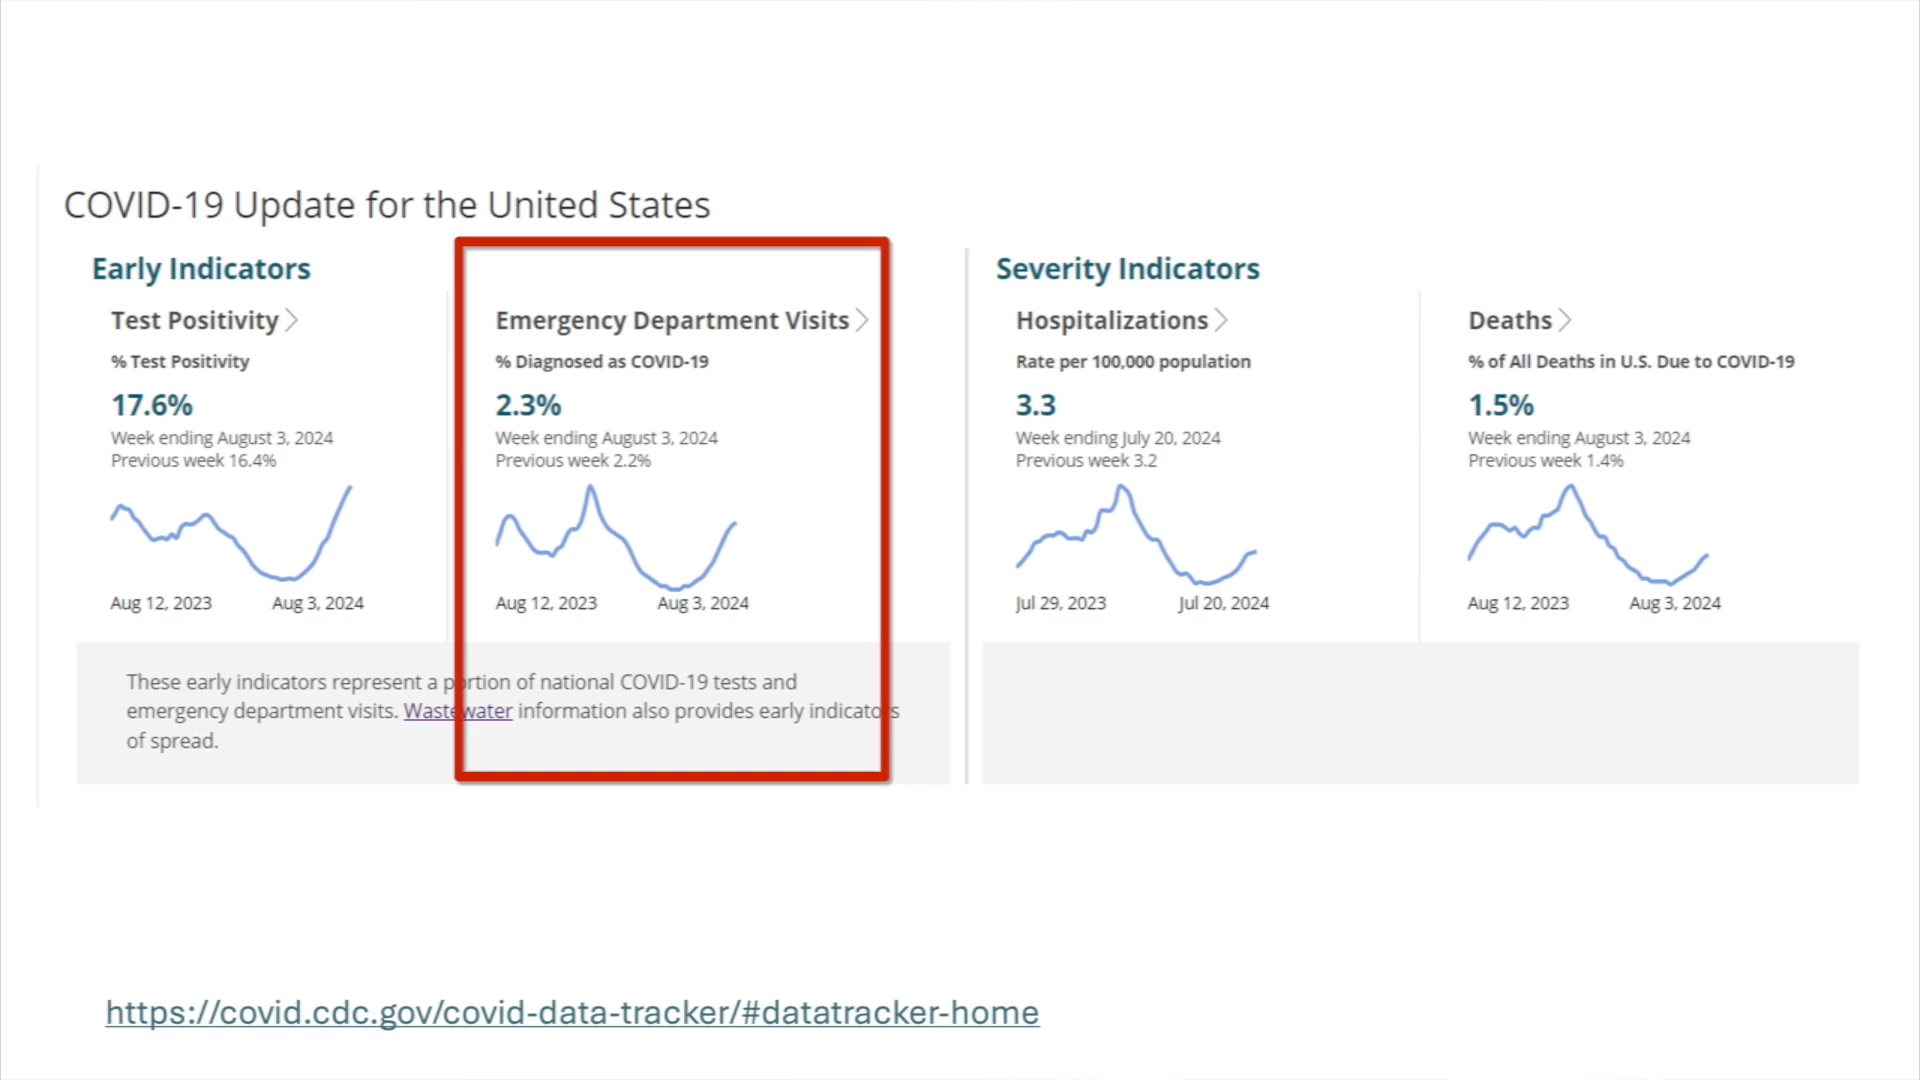 COVID-19 Update for the United States
Early Indicators
Test Positivity
% Test Positivity
17.6%
Week ending August 3, 2024
Previous week 16.4%
Aug 12, 2023
Aug 3, 2024
Emergency Department Visits
% Diagnosed as COVID-19
2.3%
Week ending August 3, 2024
Previous week 2.2%
Aug 12, 2023
Aug 3, 2024
These early indicators represent a portion of national COVID-19 tests and
emergency department visits. Wastewater information also provides early indicators
of spread.
Severity Indicators
Hospitalizations
Rate per 100,000 population
3.3
Week ending July 20, 2024
Previous week 3.2
Jul 29, 2023
Jul 20, 2024
Deaths
% of All Deaths in U.S. Due to COVID-19
1.5%
Week ending August 3, 2024
Previous week 1.4%
Aug 12, 2023
Aug 3, 2024
https://covid.cdc.gov/covid-data-tracker/#datatracker-home